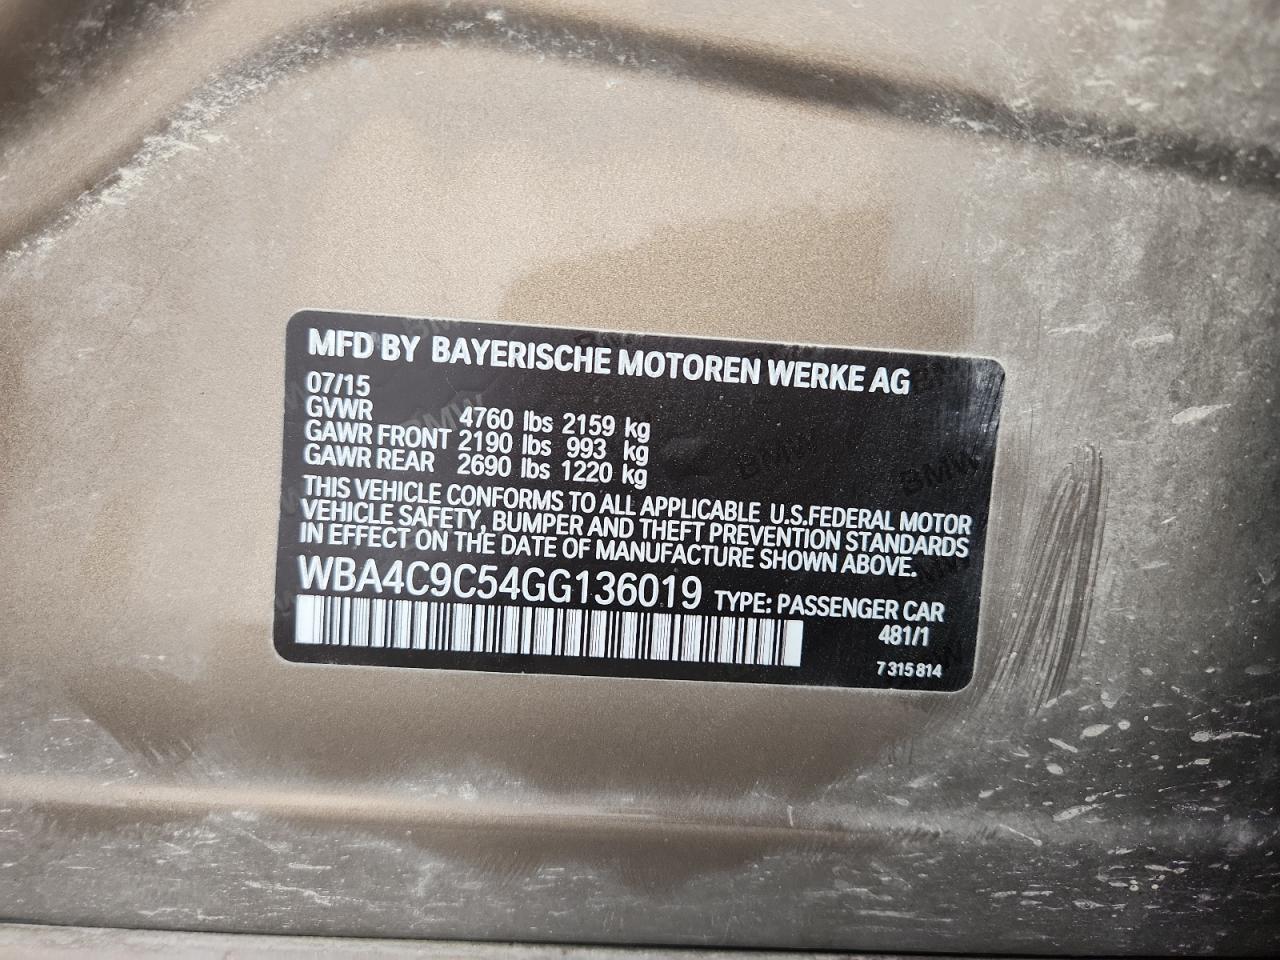 MFD BY BAYERISCHE MOTOREN WERKE AG
07/15
GVWR 4760 lbs 2159 kg
GAWR FRONT 2190 lbs 993 kg
GAWR REAR 2690 lbs 1220 kg
THIS VEHICLE CONFORMS TO ALL APPLICABLE U.S.FEDERAL MOTOR
VEHICLE SAFETY, BUMPER AND THEFT PREVENTION STANDARDS
IN EFFECT ON THE DATE OF MANUFACTURE SHOWN ABOVE.
WBA4C9C54GG136019 TYPE: PASSENGER CAR
481/1
7 315 814